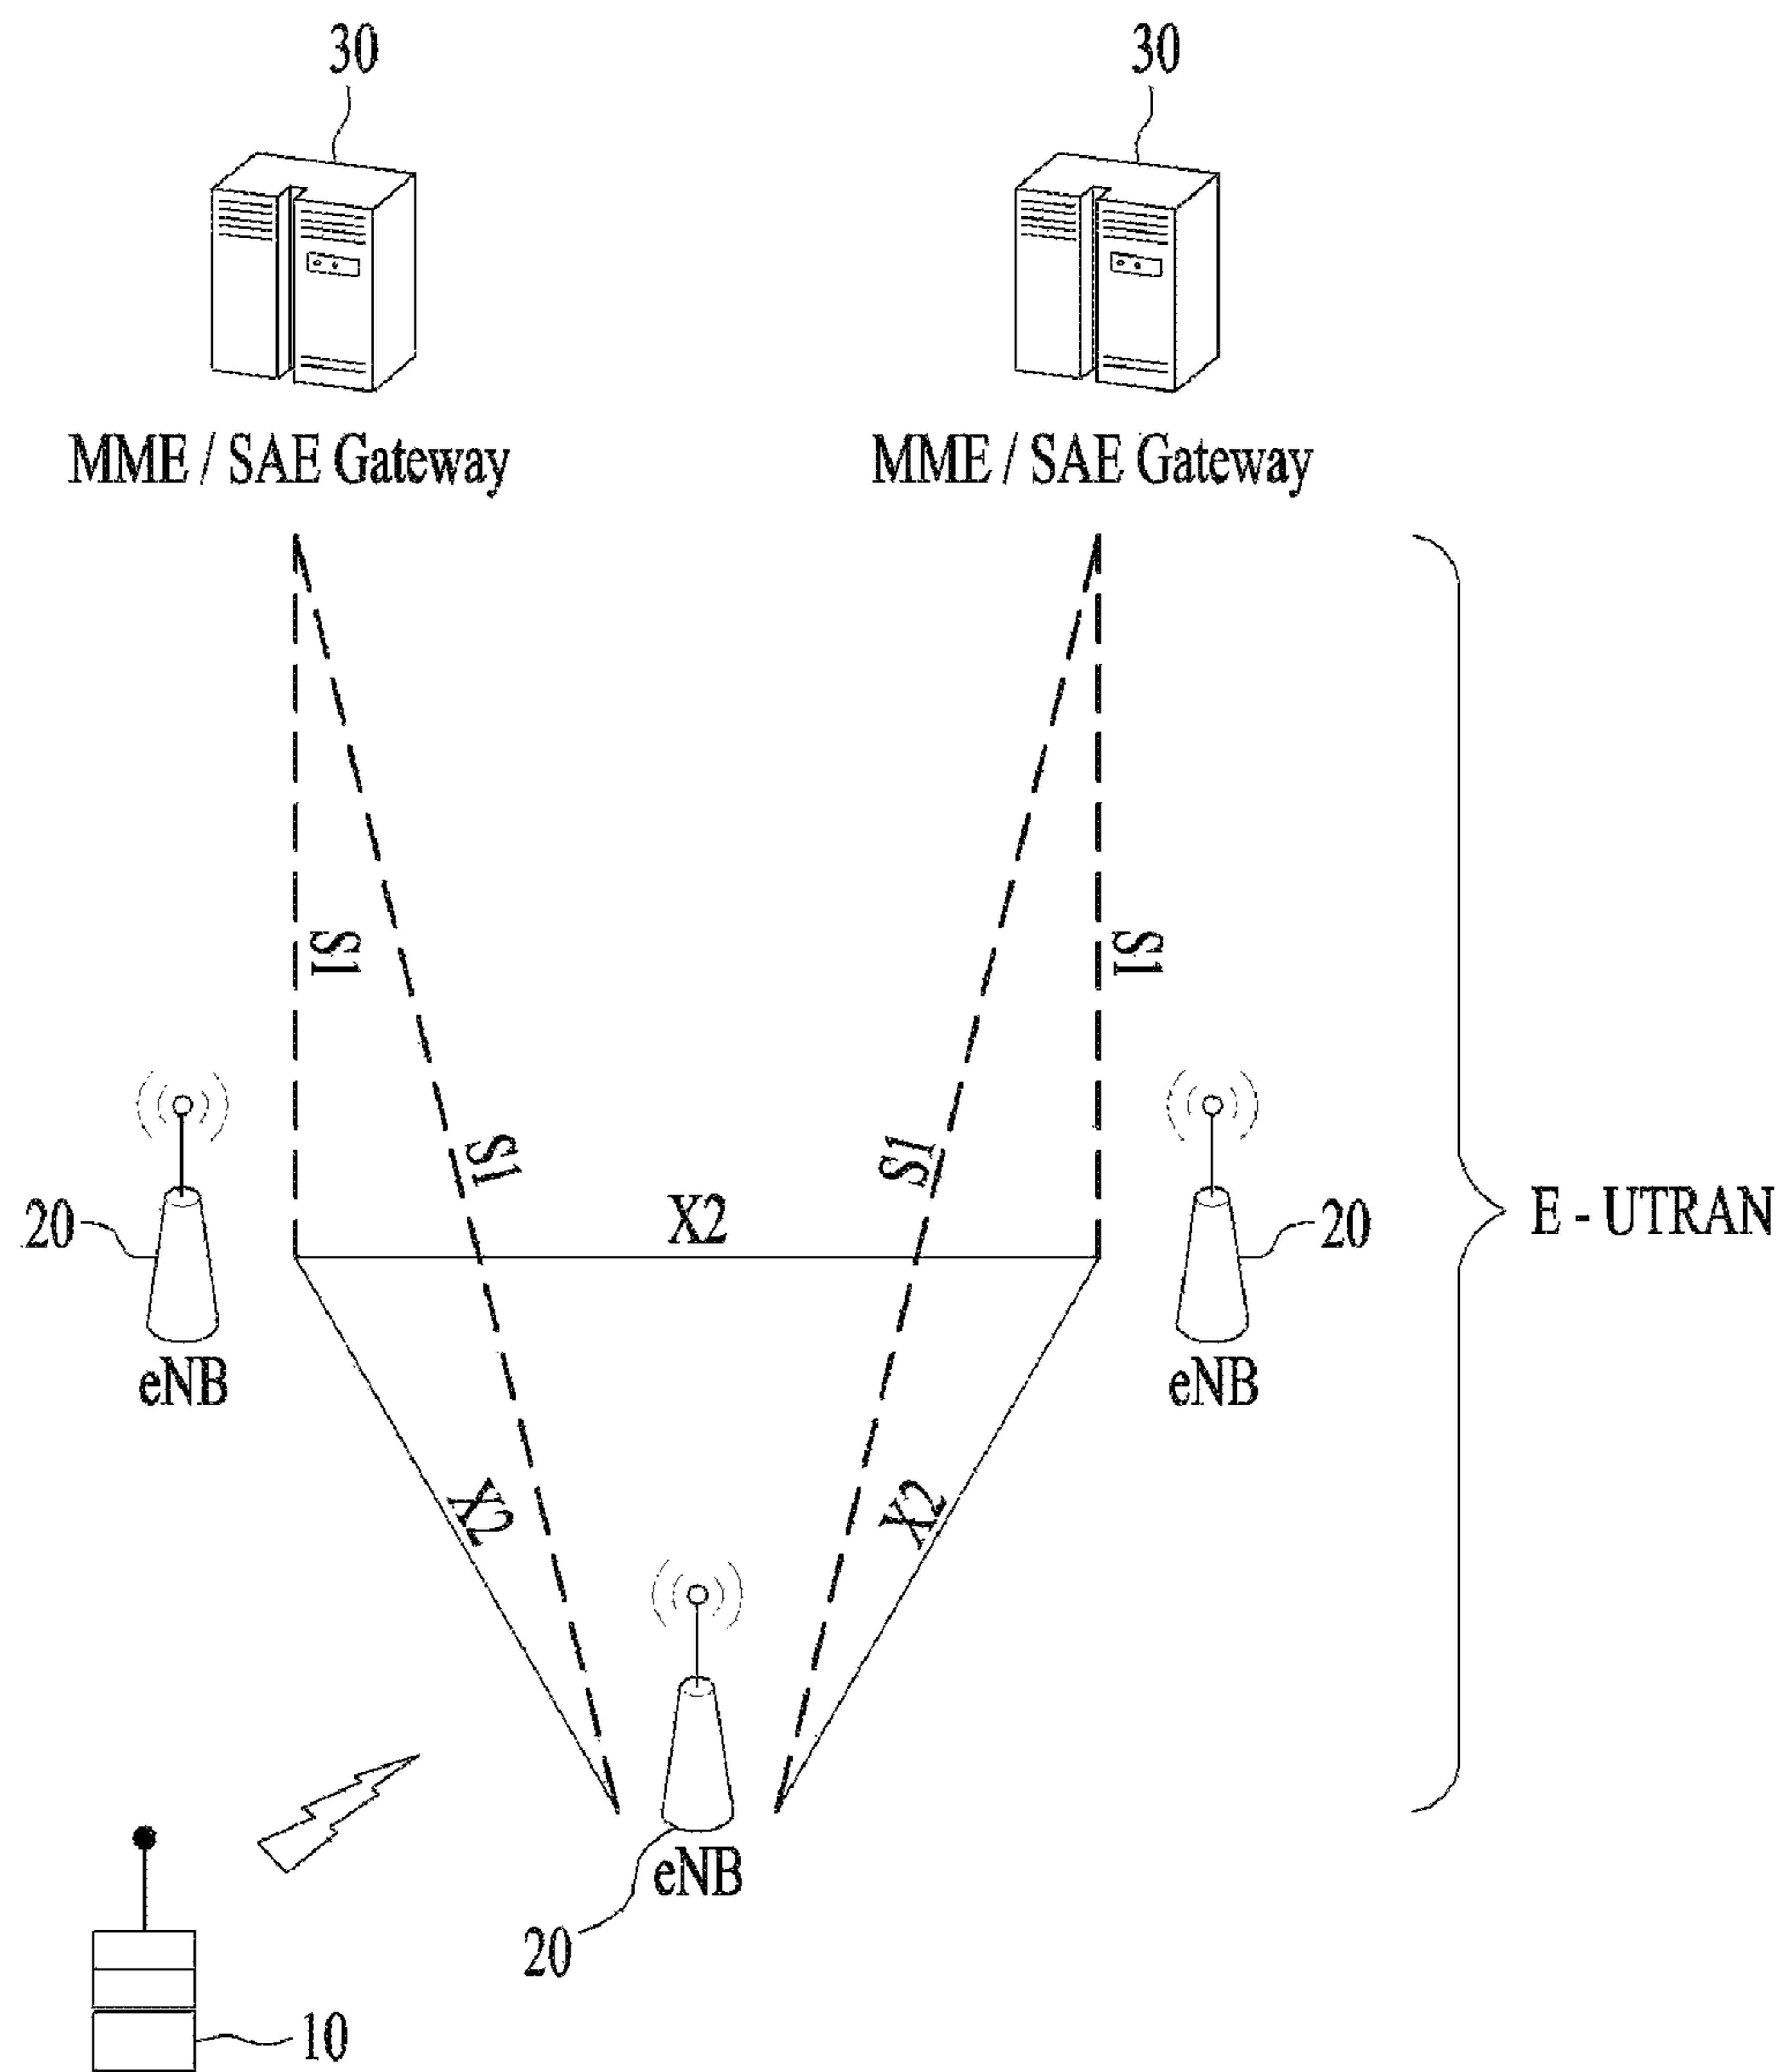 30
30
MME / SAE Gateway
MME / SAE Gateway
S1
S1
S1
S1
X2
20
20
E - UTRAN
eNB
eNB
X2
X2
eNB
20
10